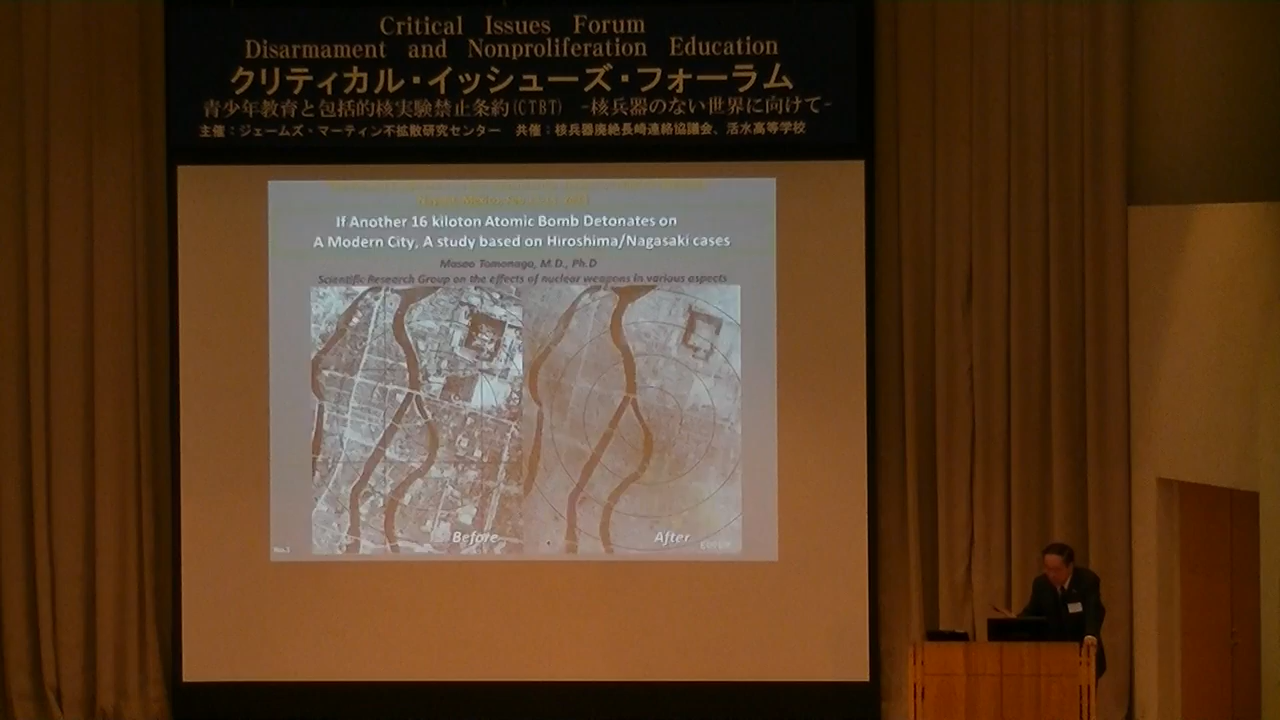 Critical Issues Forum
Disarmament and Nonproliferation Education
クリティカル・イッシューズ・フォーラム
青少年教育と包括的核実験禁止条約(CTBT) -核兵器のない世界に向けて-
主催：ジェームズ・マーティン不拡散研究センター 共催：核兵器廃絶長崎連絡協議会、活水高等学校
If Another 16 kiloton Atomic Bomb Detonates on
A Modern City, A study based on Hiroshima/Nagasaki cases
Masao Tomonaga, M.D., Ph.D
Scientific Research Group on the effects of nuclear weapons in various aspects
Before
After